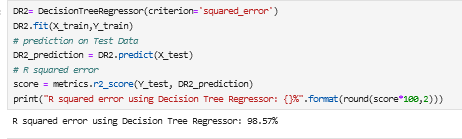 DR2= DecisionTreeRegressor(criterion='squared_error')
DR2.fit(X_train,Y_train)
# prediction on Test Data
DR2_prediction = DR2.predict(X_test)
# R squared error
score = metrics.r2_score(Y_test, DR2_prediction)
print("R squared error using Decision Tree Regressor: {}%".format(round(score*100,2)))
R squared error using Decision Tree Regressor: 98.57%